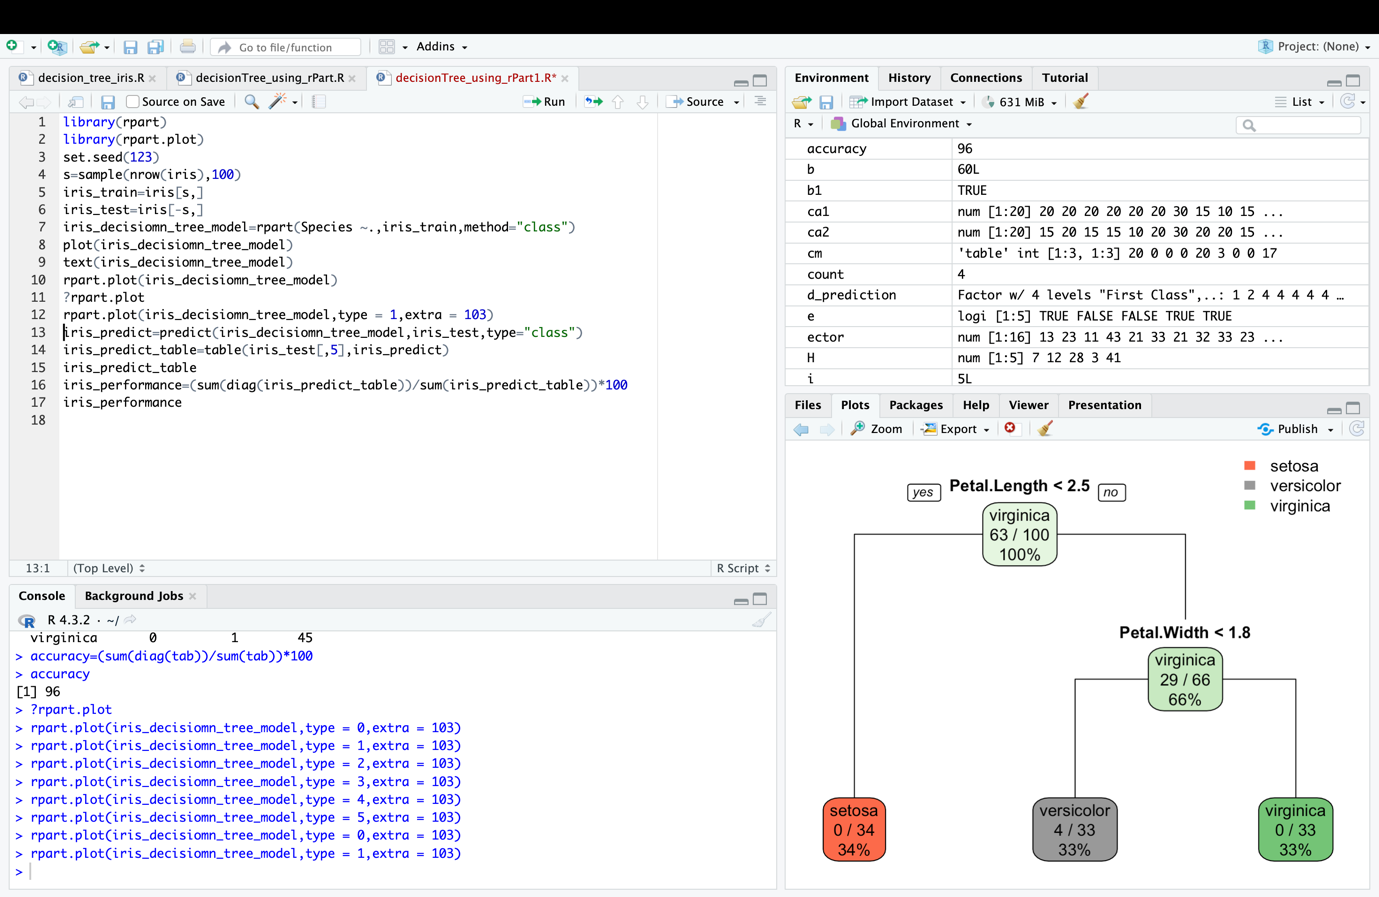 Go to file/function
Addins
Project: (None)
decision_tree_iris.R
decisionTree_using_rPart.R
decisionTree_using_rPart1.R*
Source on Save
Run
Source
1 library(rpart)
2 library(rpart.plot)
3 set.seed(123)
4 s=sample(nrow(iris),100)
5 iris_train=iris[s,]
6 iris_test=iris[-s,]
7 iris_decisiomn_tree_model=rpart(Species ~.,iris_train,method="class")
8 plot(iris_decisiomn_tree_model)
9 text(iris_decisiomn_tree_model)
10 rpart.plot(iris_decisiomn_tree_model)
11 ?rpart.plot
12 rpart.plot(iris_decisiomn_tree_model,type = 1,extra = 103)
13 iris_predict=predict(iris_decisiomn_tree_model,iris_test,type="class")
14 iris_predict_table=table(iris_test[,5],iris_predict)
15 iris_predict_table
16 iris_performance=(sum(diag(iris_predict_table))/sum(iris_predict_table))*100
17 iris_performance
18
13:1 (Top Level) R Script
Console Background Jobs
R 4.3.2 · ~/
virginica 0 1 45
> accuracy=(sum(diag(tab))/sum(tab))*100
> accuracy
[1] 96
> ?rpart.plot
> rpart.plot(iris_decisiomn_tree_model,type = 0,extra = 103)
> rpart.plot(iris_decisiomn_tree_model,type = 1,extra = 103)
> rpart.plot(iris_decisiomn_tree_model,type = 2,extra = 103)
> rpart.plot(iris_decisiomn_tree_model,type = 3,extra = 103)
> rpart.plot(iris_decisiomn_tree_model,type = 4,extra = 103)
> rpart.plot(iris_decisiomn_tree_model,type = 5,extra = 103)
> rpart.plot(iris_decisiomn_tree_model,type = 0,extra = 103)
> rpart.plot(iris_decisiomn_tree_model,type = 1,extra = 103)
>
Environment History Connections Tutorial
Import Dataset 631 MiB List
R Global Environment
accuracy 96
b 60L
b1 TRUE
ca1 num [1:20] 20 20 20 20 20 20 30 15 10 15 ...
ca2 num [1:20] 15 20 15 15 10 20 30 20 20 15 ...
cm 'table' int [1:3, 1:3] 20 0 0 0 20 3 0 0 17
count 4
d_prediction Factor w/ 4 levels "First Class",..: 1 2 4 4 4 4 4 …
e logi [1:5] TRUE FALSE FALSE TRUE TRUE
ector num [1:16] 13 23 11 43 21 33 21 32 33 23 ...
H num [1:5] 7 12 28 3 41
i 5L
Files Plots Packages Help Viewer Presentation
Zoom Export Publish
setosa
versicolor
virginica
yes Petal.Length < 2.5 no
virginica
63 / 100
100%
Petal.Width < 1.8
virginica
29 / 66
66%
setosa
0 / 34
34%
versicolor
4 / 33
33%
virginica
0 / 33
33%